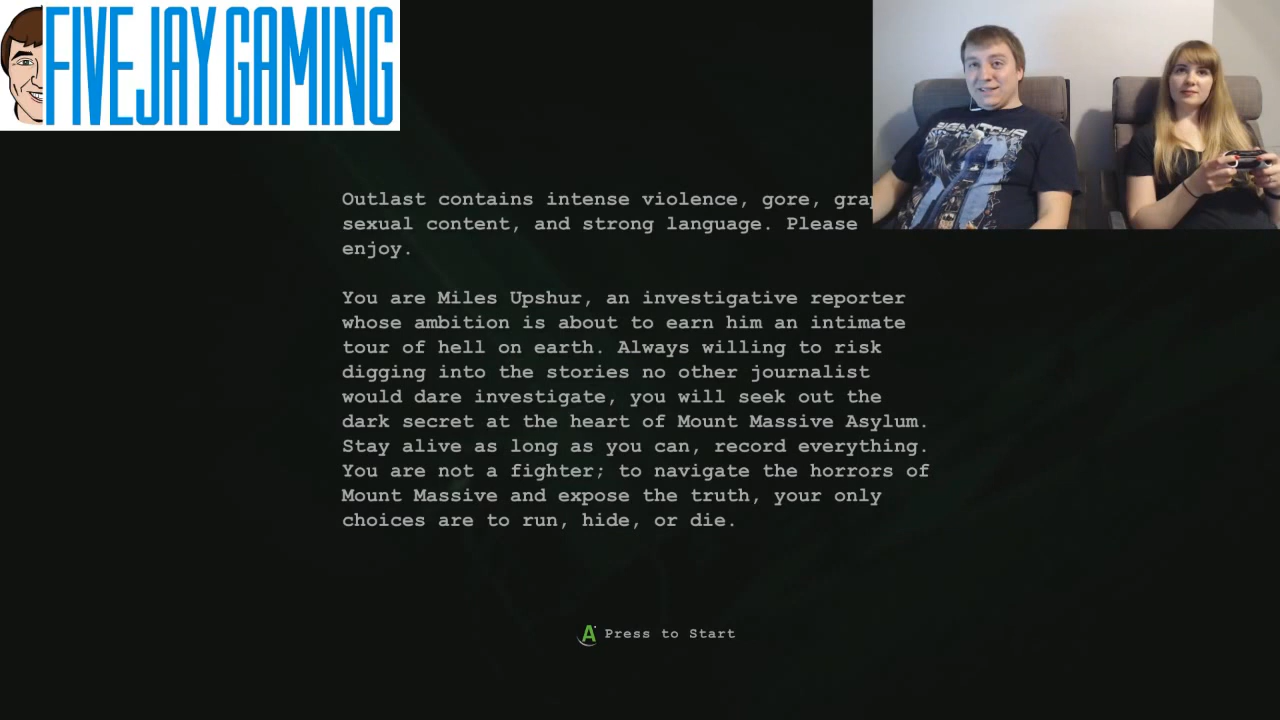 FIVEJAY GAMING
GIGANTOUR
Outlast contains intense violence, gore,
sexual content, and strong language. Please
enjoy.
You are Miles Upshur, an investigative reporter
whose ambition is about to earn him an intimate
tour of hell on earth. Always willing to risk
digging into the stories no other journalist
would dare investigate, you will seek out the
dark secret at the heart of Mount Massive Asylum.
Stay alive as long as you can, record everything.
You are not a fighter; to navigate the horrors of
Mount Massive and expose the truth, your only
choices are to run, hide, or die.
A Press to Start